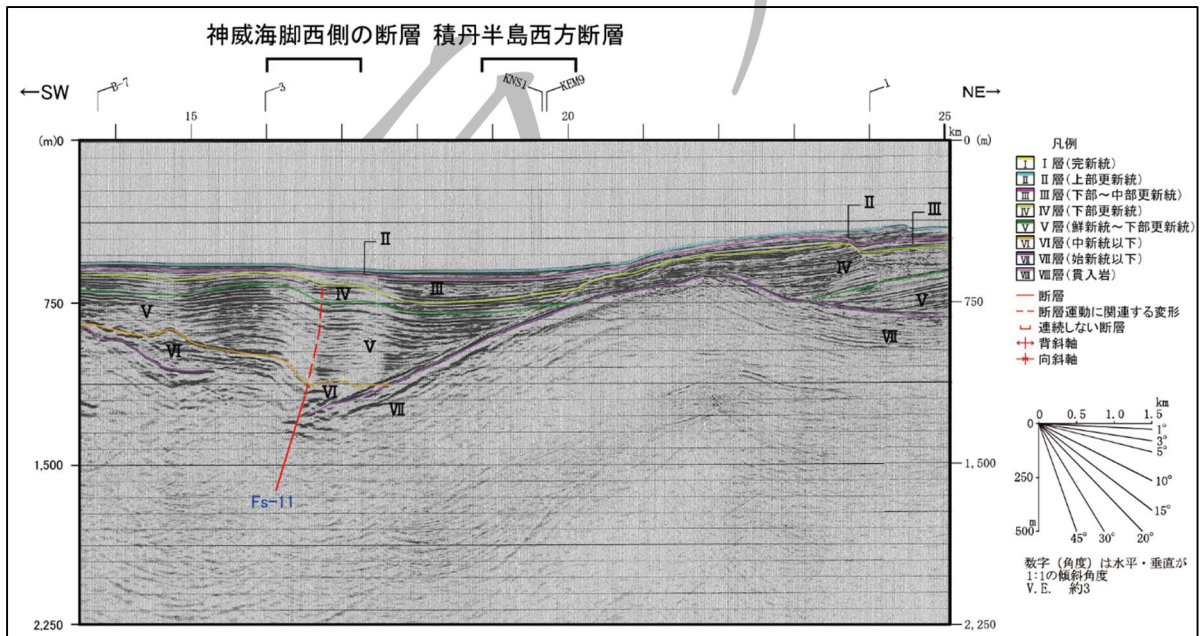 神威海脚西側の断層 積丹半島西方断層
←SW
B-7
3
KNS1
KEM9
1
NE→
15
20
25
km
(m)0
0 (m)
II
III
II
IV
III
IV
V
V
V
VI
VII
VI
VII
750
750
1,500
1,500
2,250
2,250
Fs-11
凡例
I I層(完新統)
II II層(上部更新統)
III III層(下部～中部更新統)
IV IV層(下部更新統)
V V層(鮮新統～下部更新統)
VI VI層(中新統以下)
VII VII層(始新統以下)
VIII VIII層(貫入岩)
断層
断層運動に関連する変形
連続しない断層
背斜軸
向斜軸
km
0 0.5 1.0 1.5
0
1°
3°
5°
10°
15°
250
m
500
45° 30° 20°
数字(角度)は水平・垂直が
1:1の傾斜角度
V.E. 約3